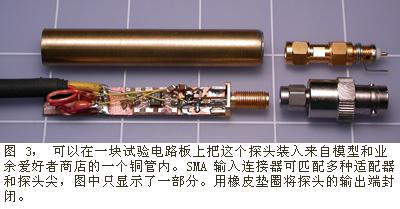 图 3， 可以在一块试验电路板上把这个探头装入来自模型和业
余爱好者商店的一个铜管内。SMA 输入连接器可匹配多种适配器
和探头尖，图中只显示了一部分。用橡皮垫圈将探头的输出端封
闭。